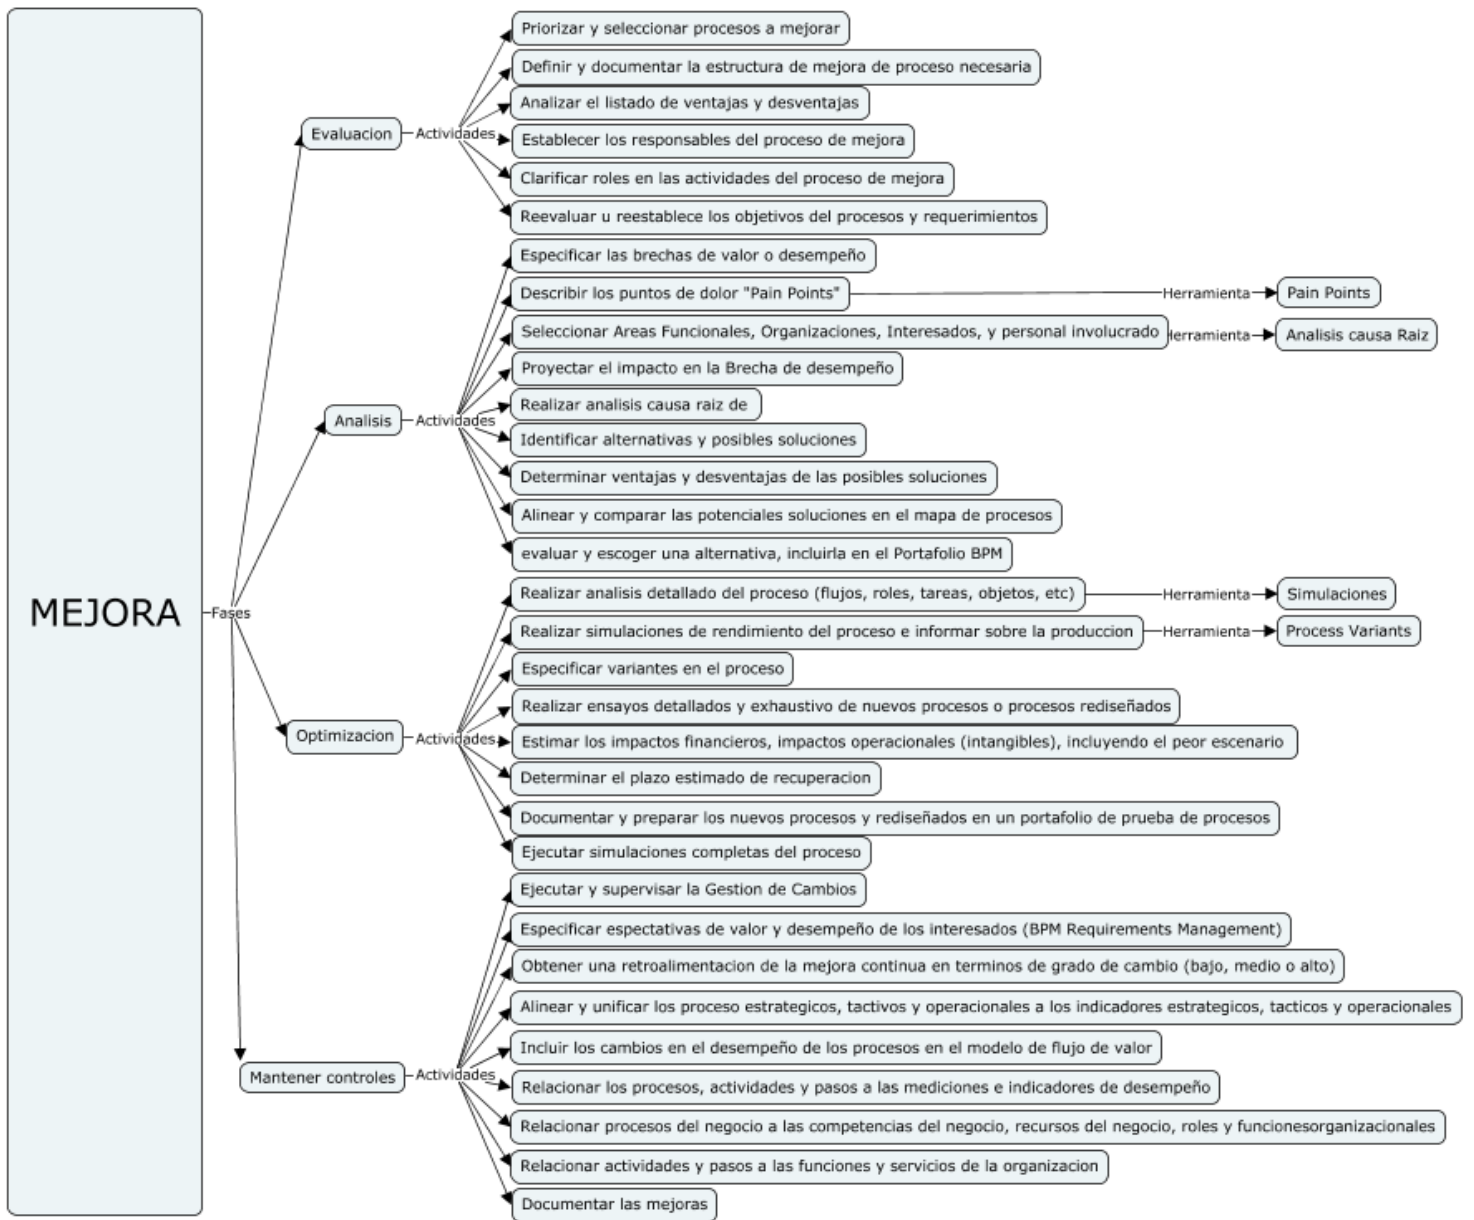 MEJORA
Fases
Evaluacion
Actividades
Priorizar y seleccionar procesos a mejorar
Definir y documentar la estructura de mejora de proceso necesaria
Analizar el listado de ventajas y desventajas
Establecer los responsables del proceso de mejora
Clarificar roles en las actividades del proceso de mejora
Reevaluar u reestablece los objetivos del procesos y requerimientos
Analisis
Actividades
Especificar las brechas de valor o desempeño
Describir los puntos de dolor "Pain Points"
Herramienta
Pain Points
Seleccionar Areas Funcionales, Organizaciones, Interesados, y personal involucrado
Herramienta
Analisis causa Raiz
Proyectar el impacto en la Brecha de desempeño
Realizar analisis causa raiz de
Identificar alternativas y posibles soluciones
Determinar ventajas y desventajas de las posibles soluciones
Alinear y comparar las potenciales soluciones en el mapa de procesos
evaluar y escoger una alternativa, incluirla en el Portafolio BPM
Optimizacion
Actividades
Realizar analisis detallado del proceso (flujos, roles, tareas, objetos, etc)
Herramienta
Simulaciones
Realizar simulaciones de rendimiento del proceso e informar sobre la produccion
Herramienta
Process Variants
Especificar variantes en el proceso
Realizar ensayos detallados y exhaustivo de nuevos procesos o procesos rediseñados
Estimar los impactos financieros, impactos operacionales (intangibles), incluyendo el peor escenario
Determinar el plazo estimado de recuperacion
Documentar y preparar los nuevos procesos y rediseñados en un portafolio de prueba de procesos
Ejecutar simulaciones completas del proceso
Mantener controles
Actividades
Ejecutar y supervisar la Gestion de Cambios
Especificar espectativas de valor y desempeño de los interesados (BPM Requirements Management)
Obtener una retroalimentacion de la mejora continua en terminos de grado de cambio (bajo, medio o alto)
Alinear y unificar los proceso estrategicos, tactivos y operacionales a los indicadores estrategicos, tacticos y operacionales
Incluir los cambios en el desempeño de los procesos en el modelo de flujo de valor
Relacionar los procesos, actividades y pasos a las mediciones e indicadores de desempeño
Relacionar procesos del negocio a las competencias del negocio, recursos del negocio, roles y funcionesorganizacionales
Relacionar actividades y pasos a las funciones y servicios de la organizacion
Documentar las mejoras